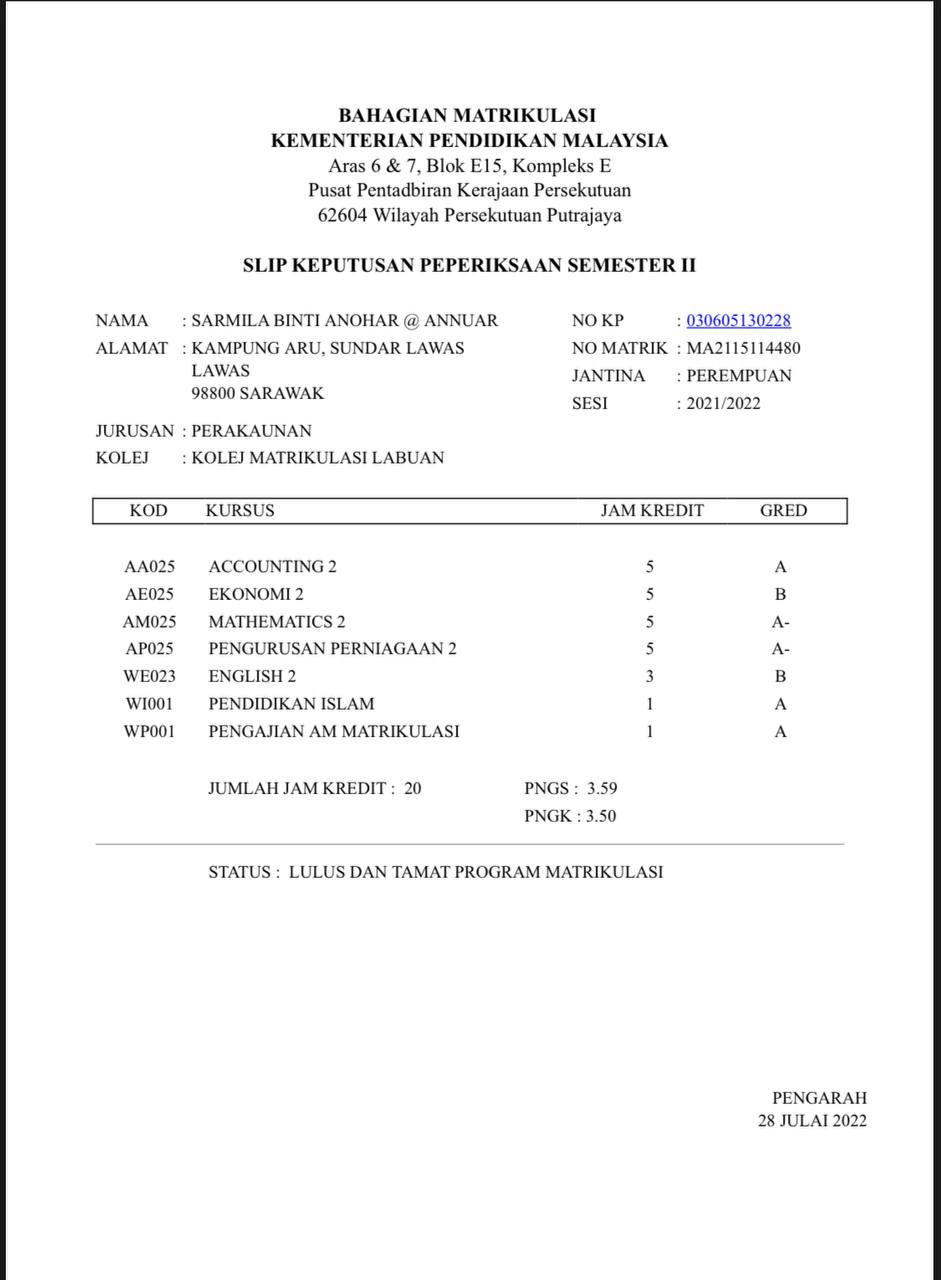 BAHAGIAN MATRIKULASI
KEMENTERIAN PENDIDIKAN MALAYSIA
Aras 6 & 7, Blok E15, Kompleks E
Pusat Pentadbiran Kerajaan Persekutuan
62604 Wilayah Persekutuan Putrajaya
SLIP KEPUTUSAN PEPERIKSAAN SEMESTER II
NAMA : SARMILA BINTI ANOHAR @ ANNUAR NO KP : 030605130228
ALAMAT : KAMPUNG ARU, SUNDAR LAWAS NO MATRIK : MA2115114480
LAWAS JANTINA : PEREMPUAN
98800 SARAWAK SESI : 2021/2022
JURUSAN : PERAKAUNAN
KOLEJ : KOLEJ MATRIKULASI LABUAN
KOD KURSUS JAM KREDIT GRED
AA025 ACCOUNTING 2 5 A
AE025 EKONOMI 2 5 B
AM025 MATHEMATICS 2 5 A-
AP025 PENGURUSAN PERNIAGAAN 2 5 A-
WE023 ENGLISH 2 3 B
WI001 PENDIDIKAN ISLAM 1 A
WP001 PENGAJIAN AM MATRIKULASI 1 A
JUMLAH JAM KREDIT : 20 PNGS : 3.59
PNGK : 3.50
STATUS : LULUS DAN TAMAT PROGRAM MATRIKULASI
PENGARAH
28 JULAI 2022